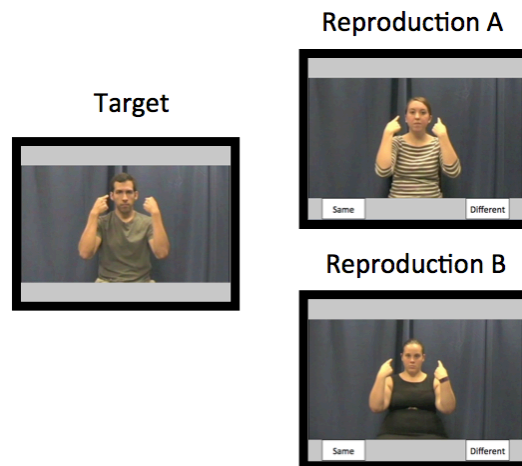 Reproduction A
Target
Same
Different
Reproduction B
Same
Different